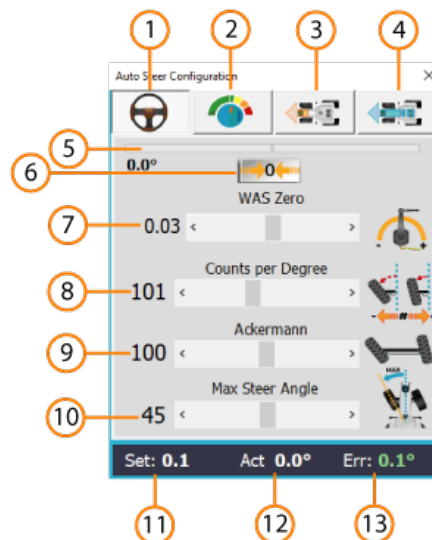 1 2 3 4
Auto Steer Configuration ×
5
0.0°
6 0
WAS Zero
7 0.03 < >
Counts per Degree
8 101 < >
#
Ackermann
9 100 < >
MAX
Max Steer Angle
10 45 < >
Set: 0.1 Act 0.0° Err: 0.1°
11 12 13